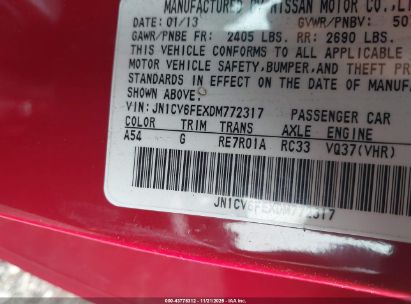 MANUFACTURED BY NISSAN MOTOR CO.,LT
DATE: 01/13 GVWR/PNBV: 50
GAWR/PNBE FR: 2405 LBS. RR: 2690 LBS.
THIS VEHICLE CONFORMS TO ALL APPLICABLE
MOTOR VEHICLE SAFETY,BUMPER,AND THEFT PR
STANDARDS IN EFFECT ON THE DATE OF MANUFA
SHOWN ABOVE.
VIN: JN1CV6FEXDM772317 PASSENGER CAR
COLOR TRIM TRANS AXLE ENGINE
A54 G RE7R01A RC33 VQ37(VHR)
JN1CV6FEXDM772317